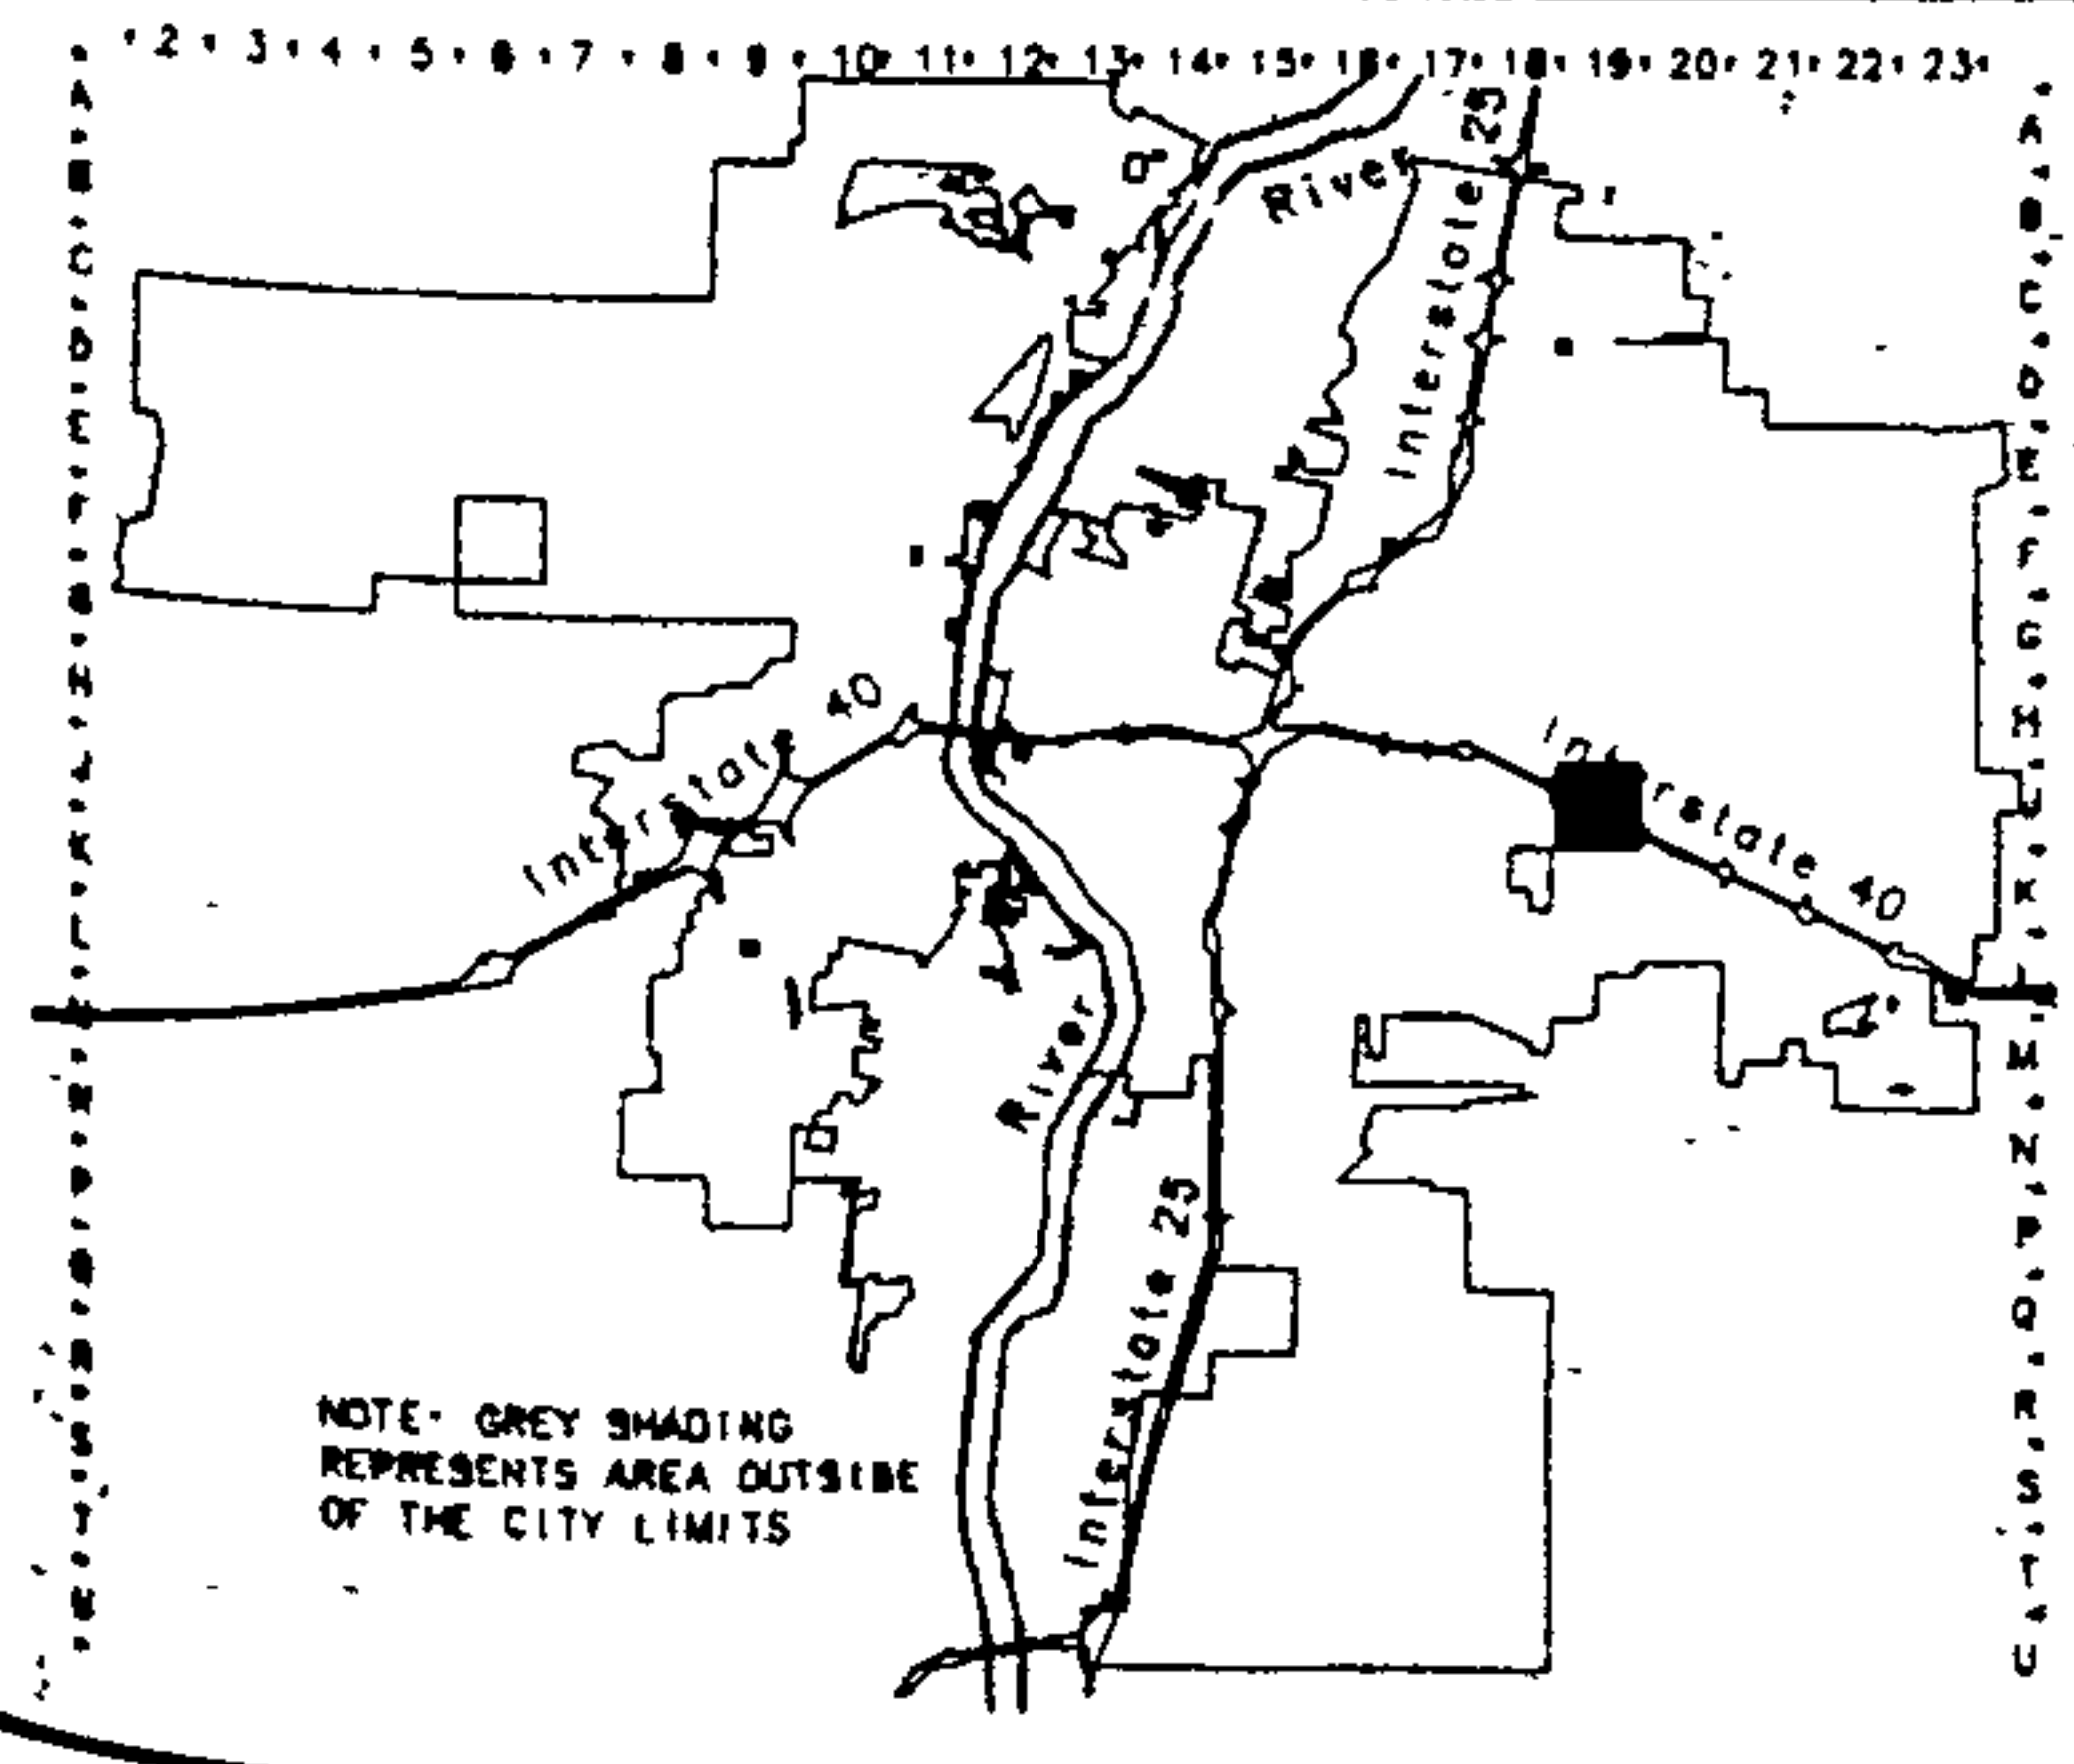 2 3 4 5 6 7 8 9 10 11 12 13 14 15 16 17 18 19 20 21 22 23
A A
C C
D D
E E
F F
G
H H
J J
K K
L L
M M
N N
P P
Q Q
R R
S S
T T
U U
25
River
Interstate
40
Interstate
Interstate 40
River
Interstate 25
NOTE: GREY SHADING
REPRESENTS AREA OUTSIDE
OF THE CITY LIMITS